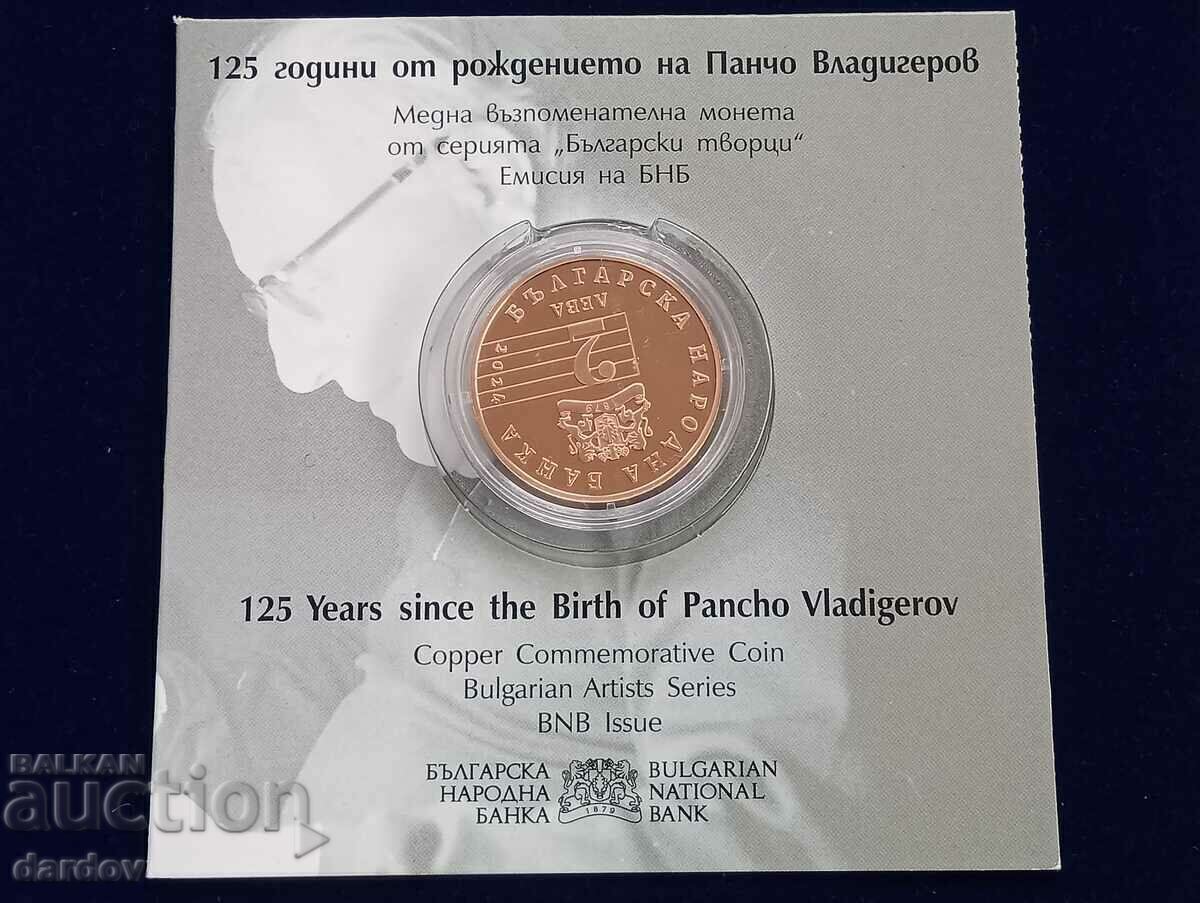 125 години от рождението на Панчо Владигеров
Медна възпоменателна монета
от серията „Български творци“
Емисия на БНБ
БЪЛГАРСКА НАРОДНА БАНКА
2 ЛЕВА
2024
1879
125 Years since the Birth of Pancho Vladigerov
Copper Commemorative Coin
Bulgarian Artists Series
BNB Issue
БЪЛГАРСКА
НАРОДНА
БАНКА
1879
BULGARIAN
NATIONAL
BANK
BALKAN
auction
dardov